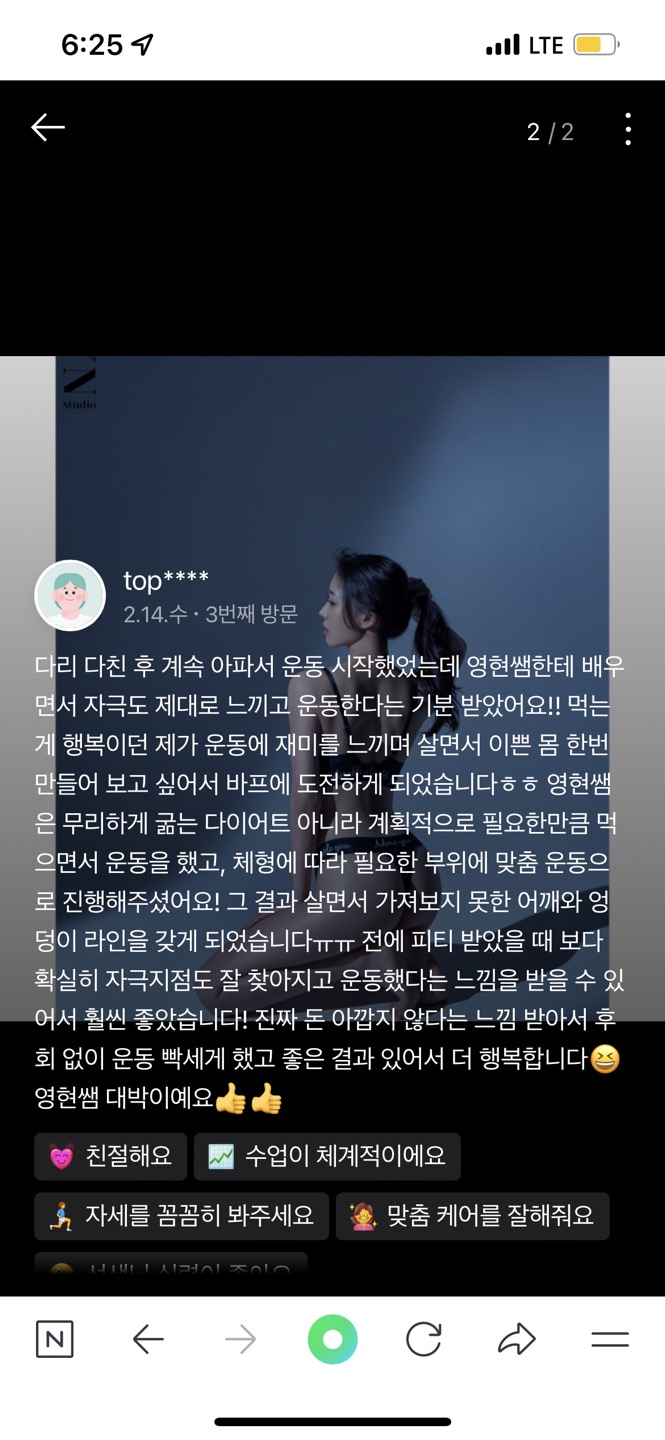 6:25
LTE
2 / 2
N
Studio
top****
2.14.수 · 3번째 방문
다리 다친 후 계속 아파서 운동 시작했었는데 영현쌤한테 배우
면서 자극도 제대로 느끼고 운동한다는 기분 받았어요!! 먹는
게 행복이던 제가 운동에 재미를 느끼며 살면서 이쁜 몸 한번
만들어 보고 싶어서 바프에 도전하게 되었습니다ㅎㅎ 영현쌤
은 무리하게 굶는 다이어트 아니라 계획적으로 필요한만큼 먹
으면서 운동을 했고, 체형에 따라 필요한 부위에 맞춤 운동으
로 진행해주셨어요! 그 결과 살면서 가져보지 못한 어깨와 엉
덩이 라인을 갖게 되었습니다ㅠㅠ 전에 피티 받았을 때 보다
확실히 자극지점도 잘 찾아지고 운동했다는 느낌을 받을 수 있
어서 훨씬 좋았습니다! 진짜 돈 아깝지 않다는 느낌 받아서 후
회 없이 운동 빡세게 했고 좋은 결과 있어서 더 행복합니다😆
영현쌤 대박이예요👍👍
💓 친절해요 💹 수업이 체계적이에요
자세를 꼼꼼히 봐주세요 맞춤 케어를 잘해줘요
N